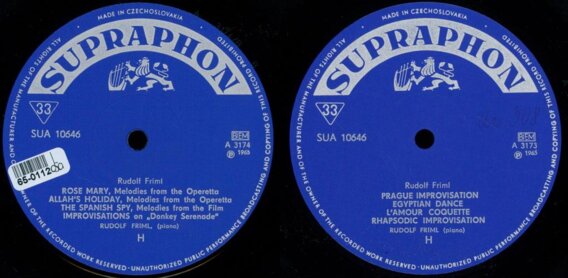 MADE IN CZECHOSLOVAKIA
ALL RIGHTS OF THE MANUFACTURER AND OF THE OWNER OF THE RECORDED WORK RESERVED · UNAUTHORIZED PUBLIC PERFORMANCE BROADCASTING AND COPYING OF THIS RECORD PROHIBITED
SUPRAPHON
33
SUA 10646
BIEM
A 3174
℗ 1965
65-0112
Rudolf Friml
ROSE MARY, Melodies from the Operetta
ALLAH'S HOLIDAY, Melodies from the Operetta
THE SPANISH SPY, Melodies from the Film
IMPROVISATIONS on „Donkey Serenade"
RUDOLF FRIML, (piano)
H
MADE IN CZECHOSLOVAKIA
ALL RIGHTS OF THE MANUFACTURER AND OF THE OWNER OF THE RECORDED WORK RESERVED · UNAUTHORIZED PUBLIC PERFORMANCE BROADCASTING AND COPYING OF THIS RECORD PROHIBITED
SUPRAPHON
33
SUA 10646
BIEM
A 3173
℗ 1965
Rudolf Friml
PRAGUE IMPROVISATION
EGYPTIAN DANCE
L'AMOUR COQUETTE
RHAPSODIC IMPROVISATION
RUDOLF FRIML, (piano)
H